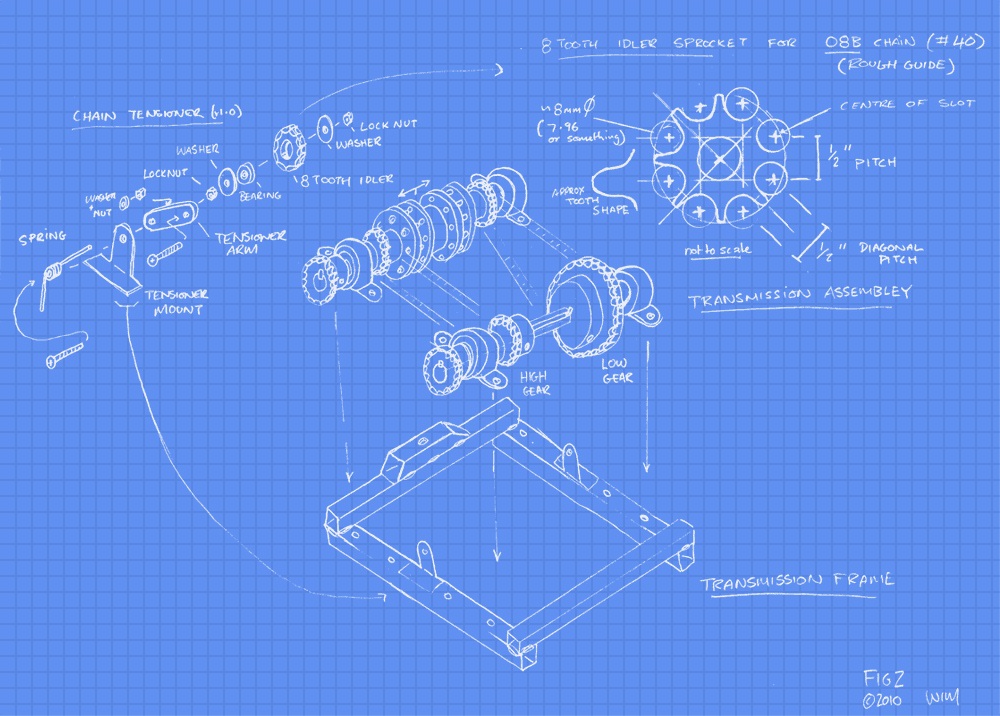 8 TOOTH IDLER SPROCKET FOR 08B CHAIN (#40)
(ROUGH GUIDE)
CHAIN TENSIONER (v1.0)
LOCK NUT
WASHER
8 TOOTH IDLER
WASHER
LOCKNUT
BEARING
WASHER
+
NUT
TENSIONER
ARM
SPRING
TENSIONER
MOUNT
~8mm Ø
(7.96
or something)
CENTRE OF SLOT
1/2" PITCH
APPROX
TOOTH
SHAPE
not to scale
1/2" DIAGONAL
PITCH
TRANSMISSION ASSEMBLEY
HIGH
GEAR
LOW
GEAR
TRANSMISSION FRAME
FIG2
©2010 WIM